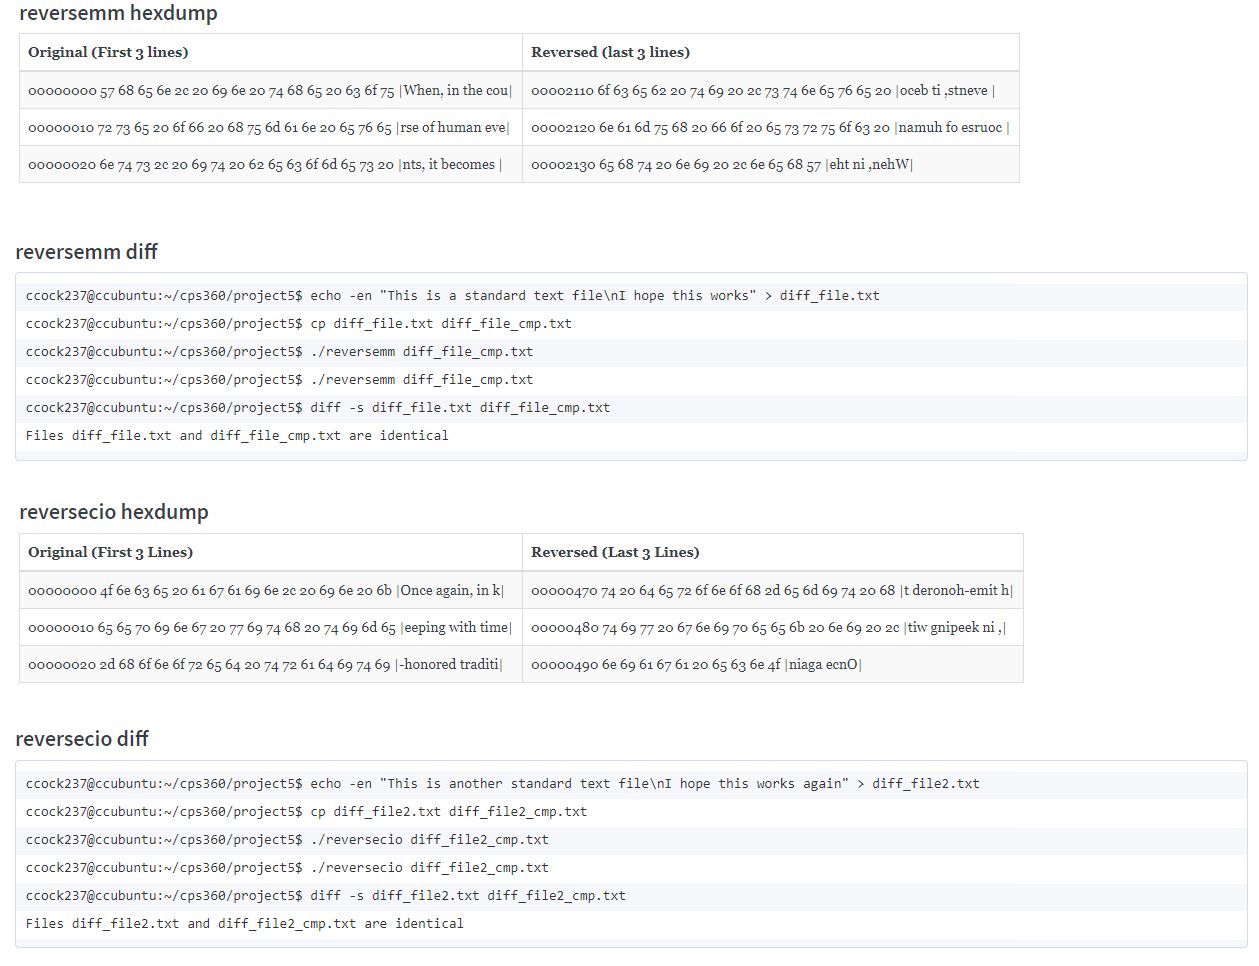 reversemm hexdump
Original (First 3 lines) Reversed (last 3 lines)
00000000 57 68 65 6e 2c 20 69 6e 20 74 68 65 20 63 6f 75 |When, in the cou| 00002110 6f 63 65 62 20 74 69 20 2c 73 74 6e 65 76 65 20 |oceb ti ,stneve |
00000010 72 73 65 20 6f 66 20 68 75 6d 61 6e 20 65 76 65 |rse of human eve| 00002120 6e 61 6d 75 68 20 66 6f 20 65 73 72 75 6f 63 20 |namuh fo esruoc |
00000020 6e 74 73 2c 20 69 74 20 62 65 63 6f 6d 65 73 20 |nts, it becomes | 00002130 65 68 74 20 6e 69 20 2c 6e 65 68 57 |eht ni ,nehW|
reversemm diff
ccock237@ccubuntu:~/cps360/project5$ echo -en "This is a standard text file\nI hope this works" > diff_file.txt
ccock237@ccubuntu:~/cps360/project5$ cp diff_file.txt diff_file_cmp.txt
ccock237@ccubuntu:~/cps360/project5$ ./reversemm diff_file_cmp.txt
ccock237@ccubuntu:~/cps360/project5$ ./reversemm diff_file_cmp.txt
ccock237@ccubuntu:~/cps360/project5$ diff -s diff_file.txt diff_file_cmp.txt
Files diff_file.txt and diff_file_cmp.txt are identical
reversecio hexdump
Original (First 3 Lines) Reversed (Last 3 Lines)
00000000 4f 6e 63 65 20 61 67 61 69 6e 2c 20 69 6e 20 6b |Once again, in k| 00000470 74 20 64 65 72 6f 6e 6f 68 2d 65 6d 69 74 20 68 |t deronoh-emit h|
00000010 65 65 70 69 6e 67 20 77 69 74 68 20 74 69 6d 65 |eeping with time| 00000480 74 69 77 20 67 6e 69 70 65 65 6b 20 6e 69 20 2c |tiw gnipeek ni ,|
00000020 2d 68 6f 6e 6f 72 65 64 20 74 72 61 64 69 74 69 |-honored traditi| 00000490 6e 69 61 67 61 20 65 63 6e 4f |niaga ecnO|
reversecio diff
ccock237@ccubuntu:~/cps360/project5$ echo -en "This is another standard text file\nI hope this works again" > diff_file2.txt
ccock237@ccubuntu:~/cps360/project5$ cp diff_file2.txt diff_file2_cmp.txt
ccock237@ccubuntu:~/cps360/project5$ ./reversecio diff_file2_cmp.txt
ccock237@ccubuntu:~/cps360/project5$ ./reversecio diff_file2_cmp.txt
ccock237@ccubuntu:~/cps360/project5$ diff -s diff_file2.txt diff_file2_cmp.txt
Files diff_file2.txt and diff_file2_cmp.txt are identical